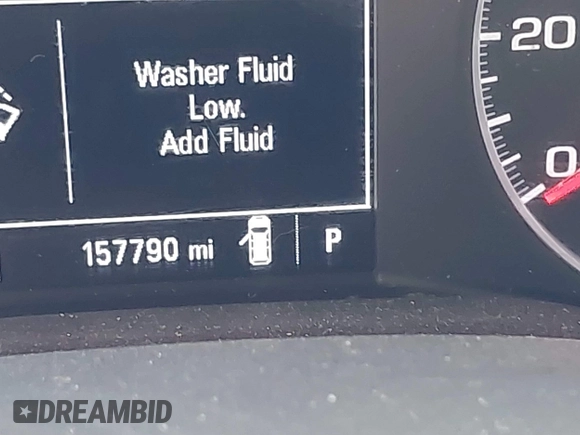 Washer Fluid
Low.
Add Fluid
20
0
157790 mi
P
DREAMBID